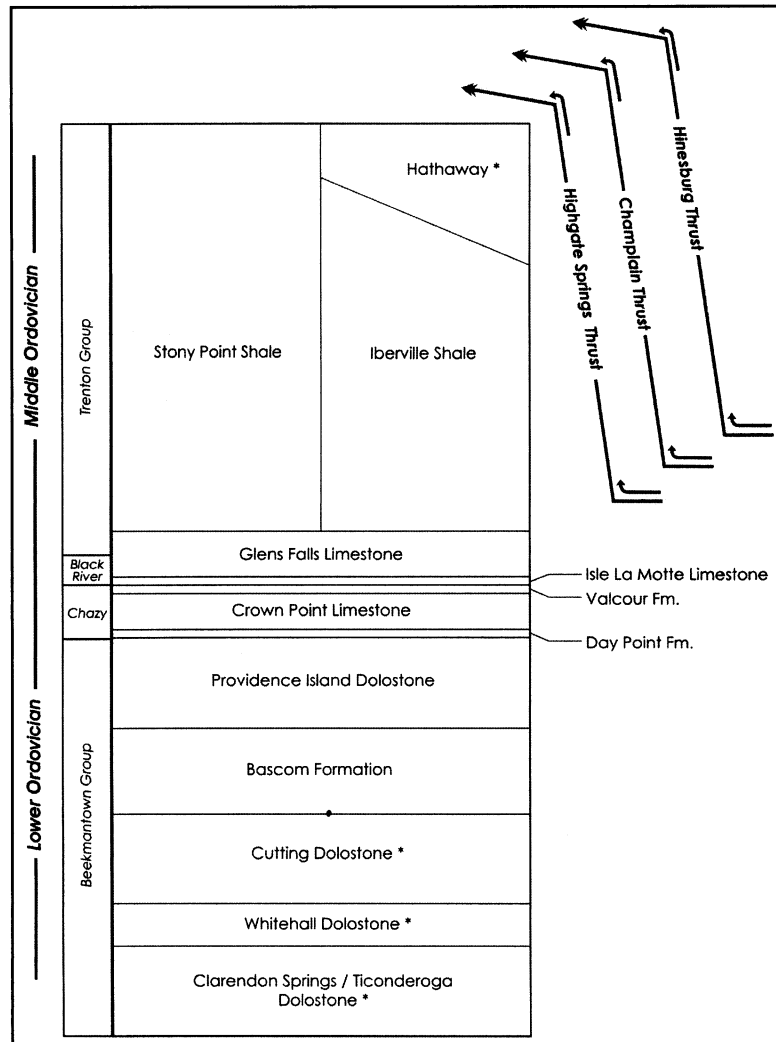 Hinesburg Thrust
Champlain Thrust
Highgate Springs Thrust
Middle Ordovician
Lower Ordovician
Trenton Group
Black
River
Chazy
Beekmantown Group
Hathaway *
Stony Point Shale
Iberville Shale
Glens Falls Limestone
Isle La Motte Limestone
Valcour Fm.
Crown Point Limestone
Day Point Fm.
Providence Island Dolostone
Bascom Formation
Cutting Dolostone *
Whitehall Dolostone *
Clarendon Springs / Ticonderoga
Dolostone *